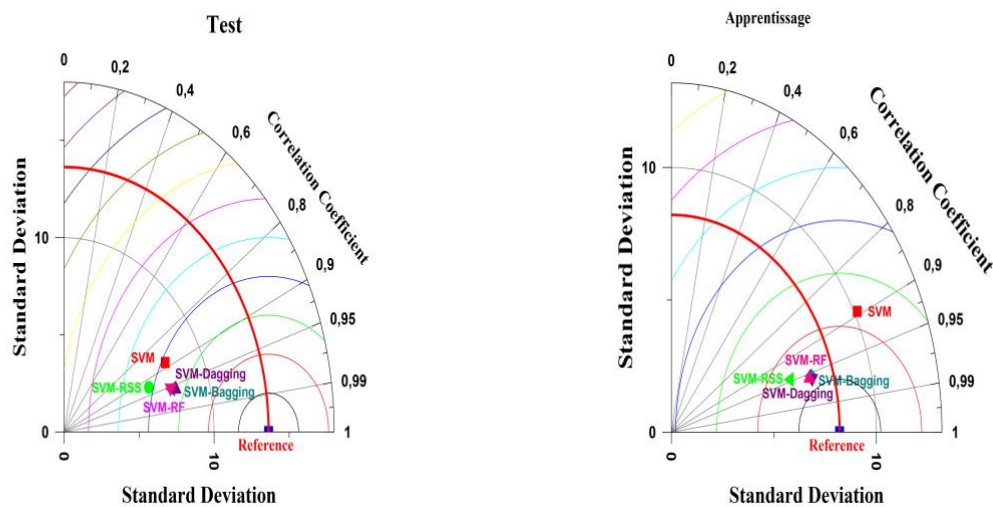 Test
0
0,2
0,4
0,6
0,8
0,9
0,95
0,99
1
Correlation Coefficient
Standard Deviation
10
0
SVM
SVM-RSS
SVM-Dagging
SVM-Bagging
SVM-RF
Reference
0
10
Standard Deviation
Apprentissage
0
0,2
0,4
0,6
0,8
0,9
0,95
0,99
1
Correlation Coefficient
Standard Deviation
10
0
SVM
SVM-RF
SVM-RSS
SVM-Bagging
SVM-Dagging
Reference
0
10
Standard Deviation